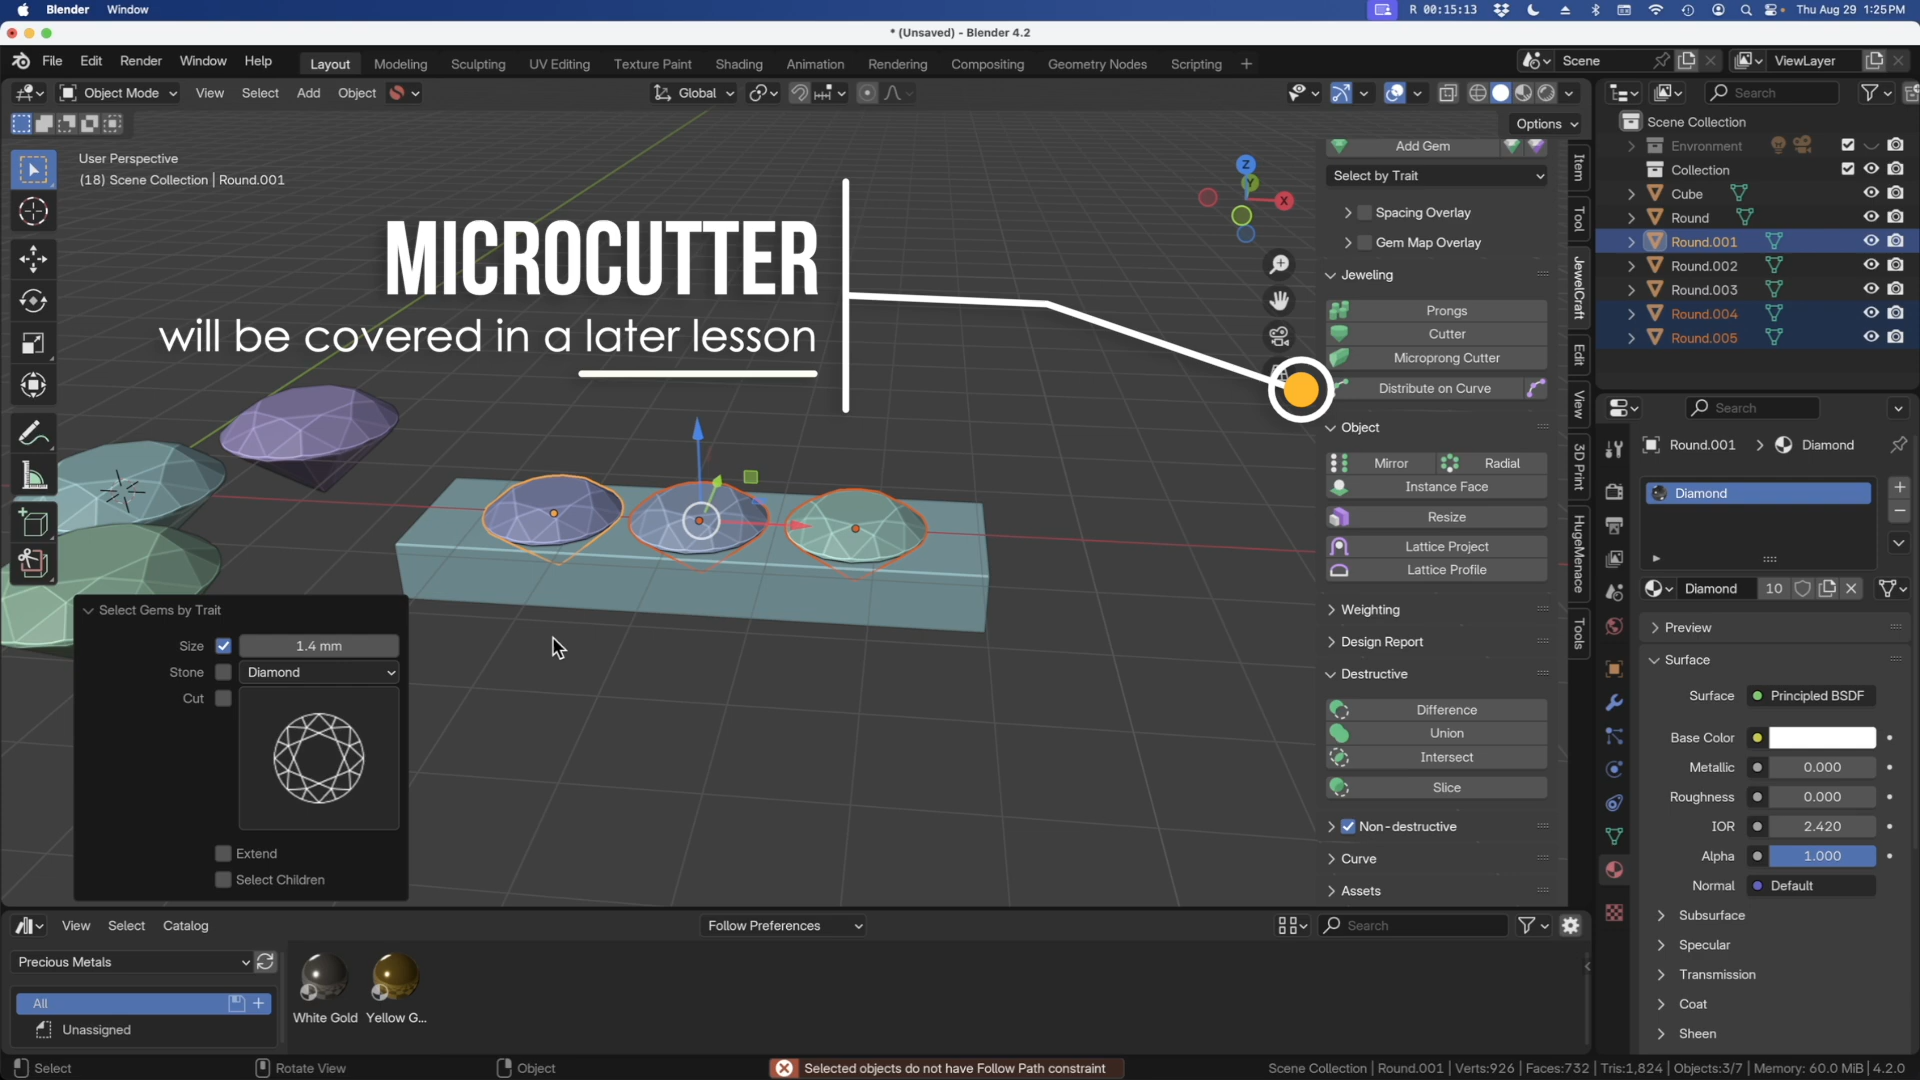 Blender Window
R 00:15:13
Thu Aug 29 1:25PM
* (Unsaved) - Blender 4.2
File Edit Render Window Help
Layout Modeling Sculpting UV Editing Texture Paint Shading Animation Rendering Compositing Geometry Nodes Scripting +
Scene
ViewLayer
Object Mode View Select Add Object
Global
Search
Options
User Perspective
(18) Scene Collection | Round.001
MICROCUTTER
will be covered in a later lesson
Z
Y
X
Add Gem
Select by Trait
Spacing Overlay
Gem Map Overlay
Jeweling
Prongs
Cutter
Microprong Cutter
Distribute on Curve
Object
Mirror Radial
Instance Face
Resize
Lattice Project
Lattice Profile
Weighting
Design Report
Destructive
Difference
Union
Intersect
Slice
Non-destructive
Curve
Assets
Item
Tool
JewelCraft
Edit
View
3D Print
HugeMenace
Tools
Scene Collection
Environment
Collection
Cube
Round
Round.001
Round.002
Round.003
Round.004
Round.005
Search
Round.001 > Diamond
Diamond
Diamond 10
Preview
Surface
Surface Principled BSDF
Base Color
Metallic 0.000
Roughness 0.000
IOR 2.420
Alpha 1.000
Normal Default
Subsurface
Specular
Transmission
Coat
Sheen
Select Gems by Trait
Size 1.4 mm
Stone Diamond
Cut
Extend
Select Children
View Select Catalog
Follow Preferences
Search
Precious Metals
All
Unassigned
White Gold Yellow G...
Select Rotate View Object
Selected objects do not have Follow Path constraint
Scene Collection | Round.001 | Verts:926 | Faces:732 | Tris:1,824 | Objects:3/7 | Memory: 60.0 MiB | 4.2.0